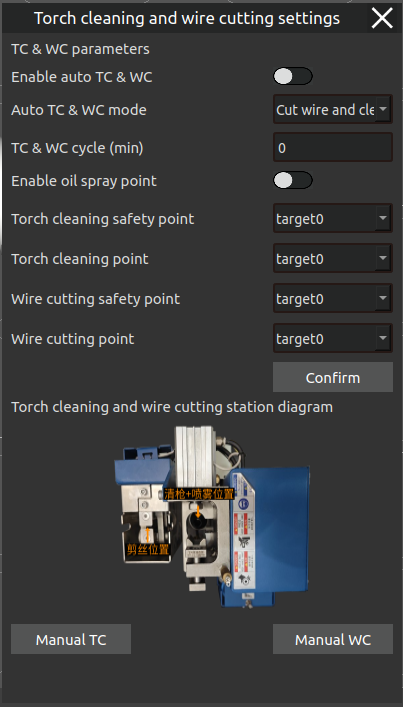 Torch cleaning and wire cutting settings
TC & WC parameters
Enable auto TC & WC
Auto TC & WC mode
Cut wire and cle
TC & WC cycle (min)
0
Enable oil spray point
Torch cleaning safety point
target0
Torch cleaning point
target0
Wire cutting safety point
target0
Wire cutting point
target0
Confirm
Torch cleaning and wire cutting station diagram
清枪+喷雾位置
剪丝位置
Manual TC
Manual WC